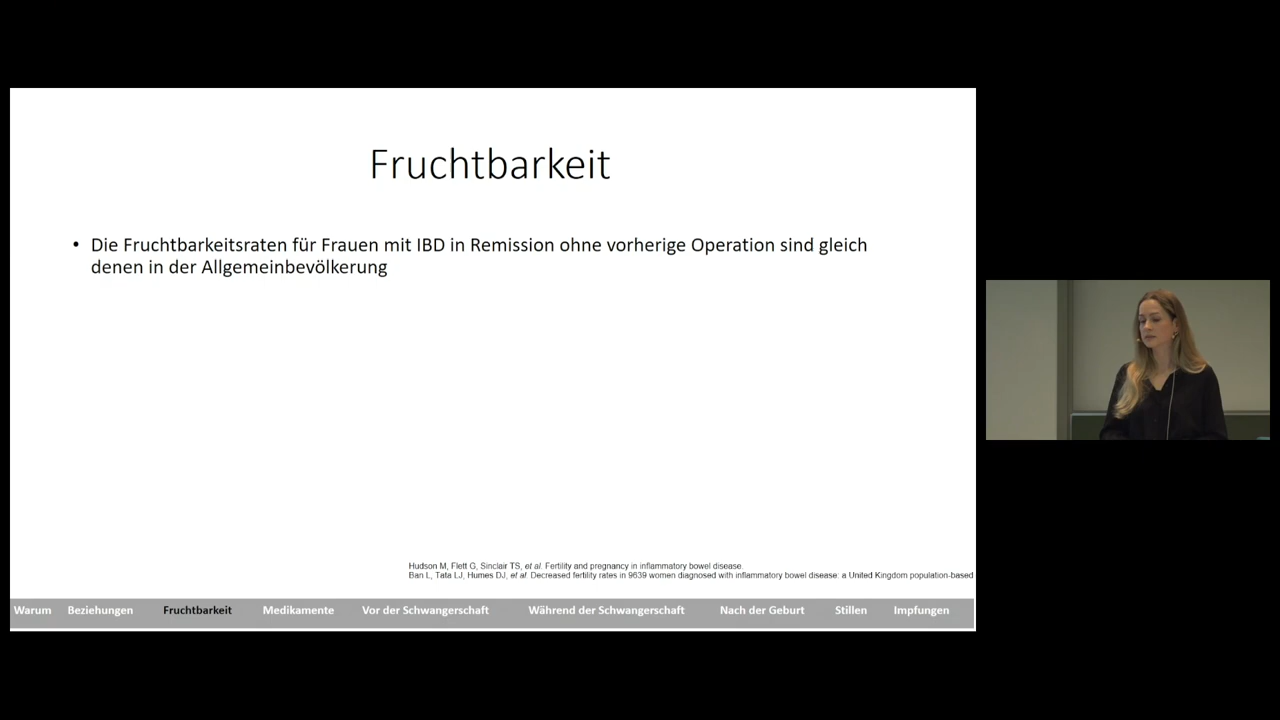 Fruchtbarkeit
• Die Fruchtbarkeitsraten für Frauen mit IBD in Remission ohne vorherige Operation sind gleich
denen in der Allgemeinbevölkerung
Hudson M, Flett G, Sinclair TS, et al. Fertility and pregnancy in inflammatory bowel disease.
Ban L, Tata LJ, Humes DJ, et al. Decreased fertility rates in 9639 women diagnosed with inflammatory bowel disease: a United Kingdom population-based
Warum Beziehungen Fruchtbarkeit Medikamente Vor der Schwangerschaft Während der Schwangerschaft Nach der Geburt Stillen Impfungen